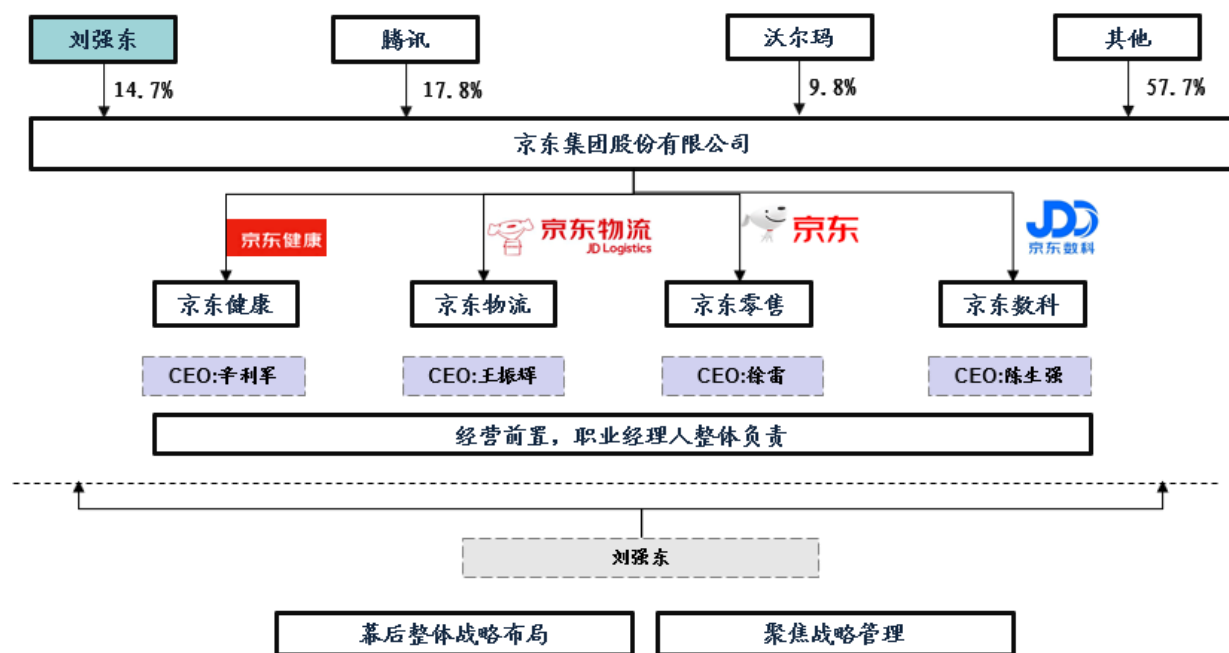 刘强东
腾讯
沃尔玛
其他
14.7%
17.8%
9.8%
57.7%
京东集团股份有限公司
京东健康
京东物流
JD Logistics
京东
JDD
京东数科
京东健康
京东物流
京东零售
京东数科
CEO:辛利军
CEO:王振辉
CEO:徐雷
CEO:陈生强
经营前置，职业经理人整体负责
刘强东
幕后整体战略布局
聚焦战略管理